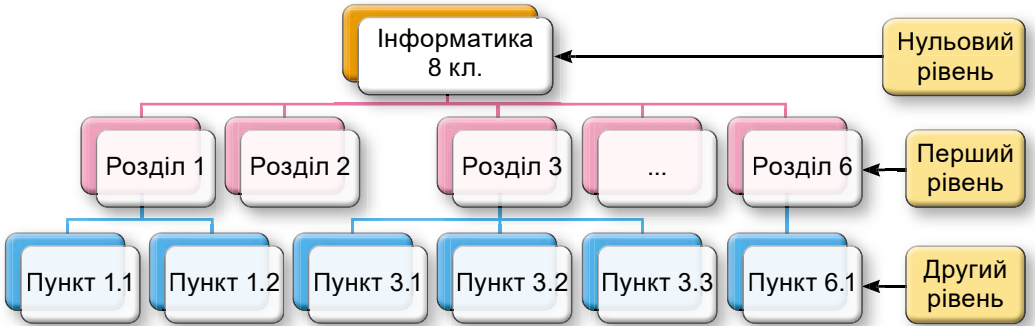 Інформатика
8 кл.
Нульовий
рівень
Розділ 1
Розділ 2
Розділ 3
...
Розділ 6
Перший
рівень
Пункт 1.1
Пункт 1.2
Пункт 3.1
Пункт 3.2
Пункт 3.3
Пункт 6.1
Другий
рівень